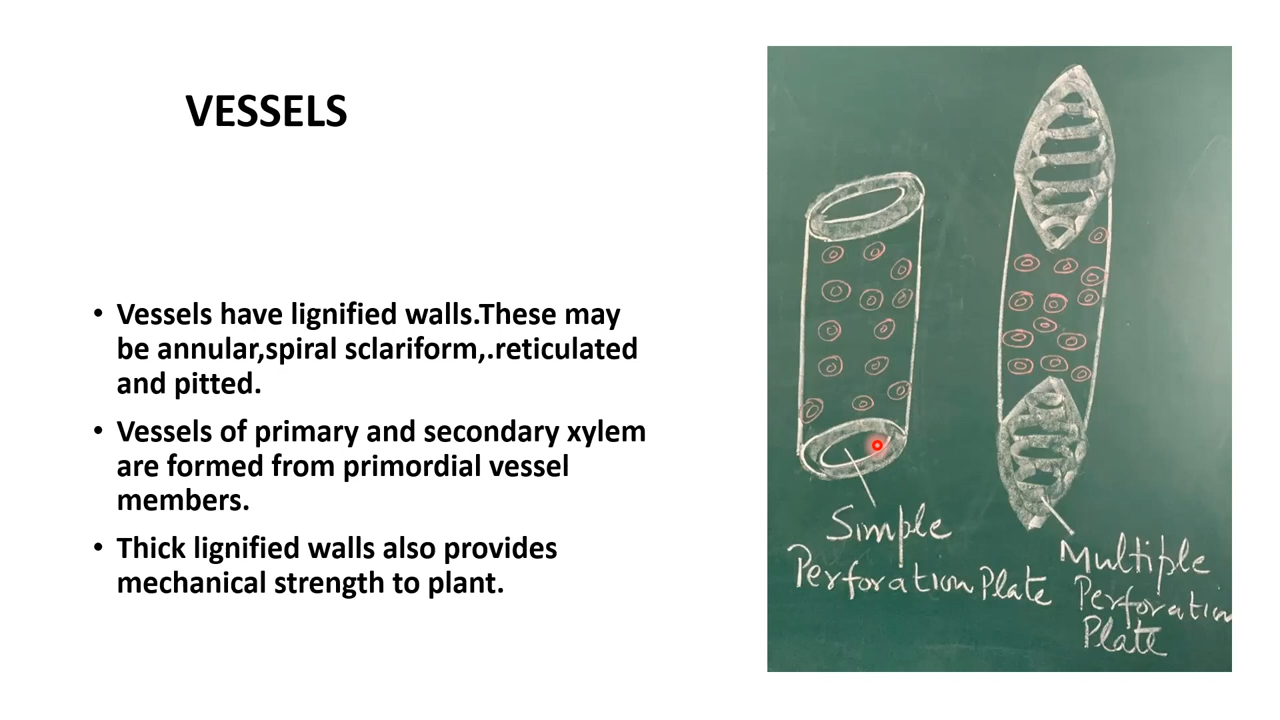 VESSELS
• Vessels have lignified walls.These may
be annular,spiral sclariform,.reticulated
and pitted.
• Vessels of primary and secondary xylem
are formed from primordial vessel
members.
• Thick lignified walls also provides
mechanical strength to plant.
Simple
Perforation Plate
Multiple
Perforation
Plate